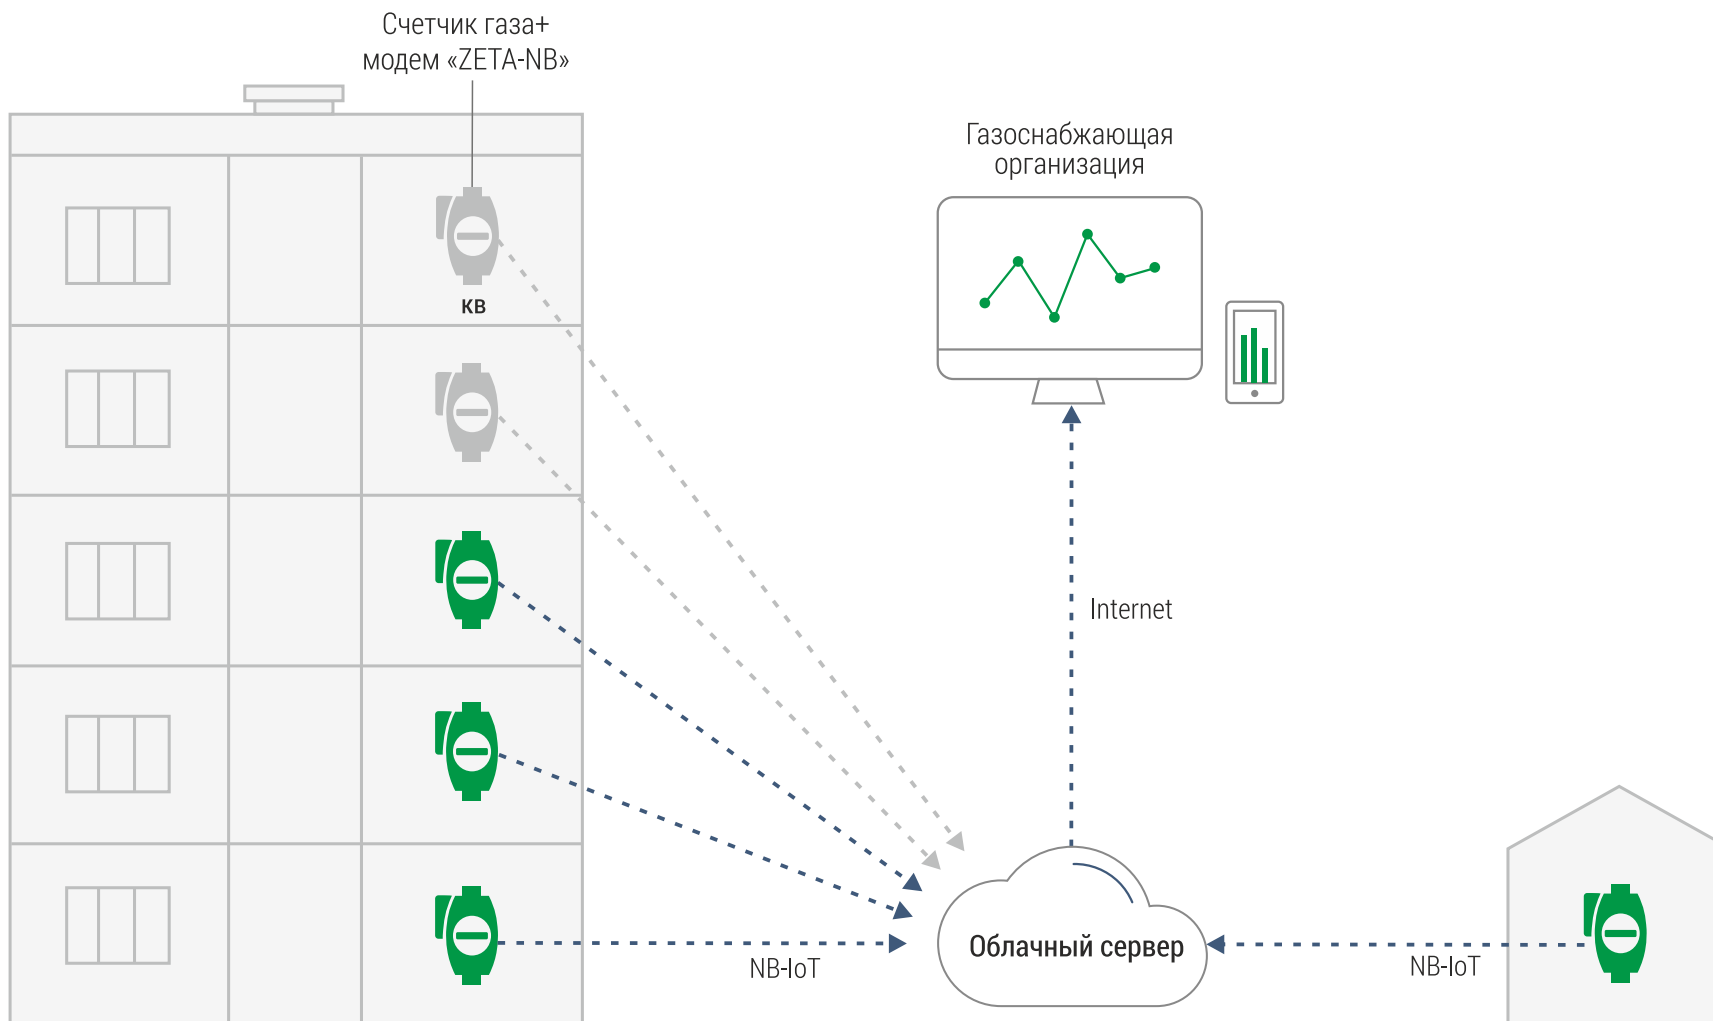 Счетчик газа+
модем «ZETA-NB»
КВ
Газоснабжающая
организация
Internet
Облачный сервер
NB-IoT
NB-IoT